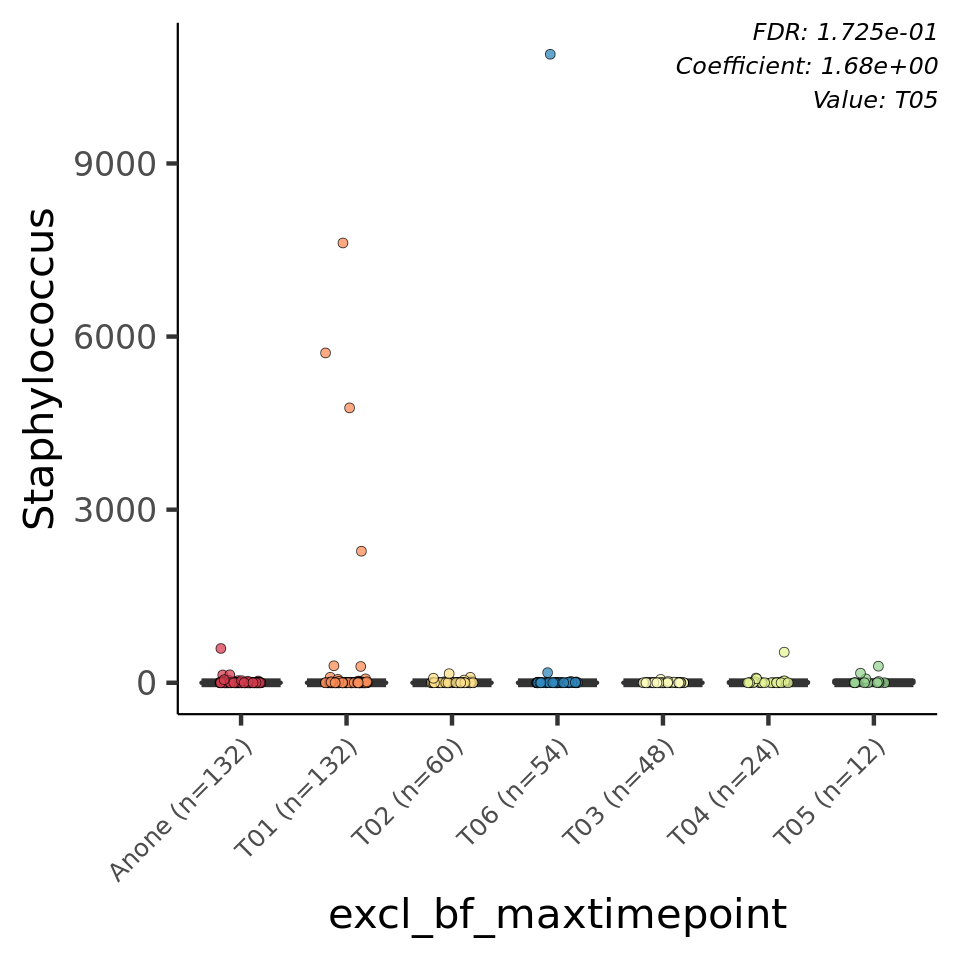 FDR: 1.725e-01
Coefficient: 1.68e+00
Value: T05
Staphylococcus
9000
6000
3000
0
Anone (n=132)
T01 (n=132)
T02 (n=60)
T06 (n=54)
T03 (n=48)
T04 (n=24)
T05 (n=12)
excl_bf_maxtimepoint